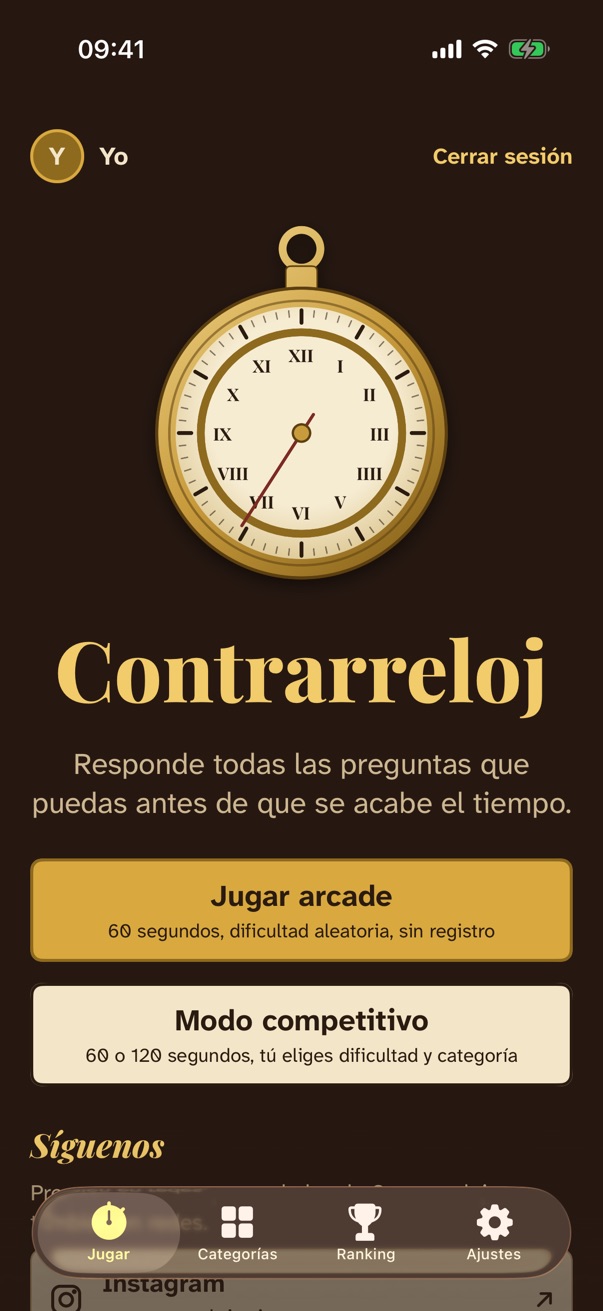 09:41
Y Yo
Cerrar sesión
XII
XI I
X II
IX III
VIII IIII
VII V
VI
Contrarreloj
Responde todas las preguntas que
puedas antes de que se acabe el tiempo.
Jugar arcade
60 segundos, dificultad aleatoria, sin registro
Modo competitivo
60 o 120 segundos, tú eliges dificultad y categoría
Síguenos
Jugar Categorías Ranking Ajustes
Instagram